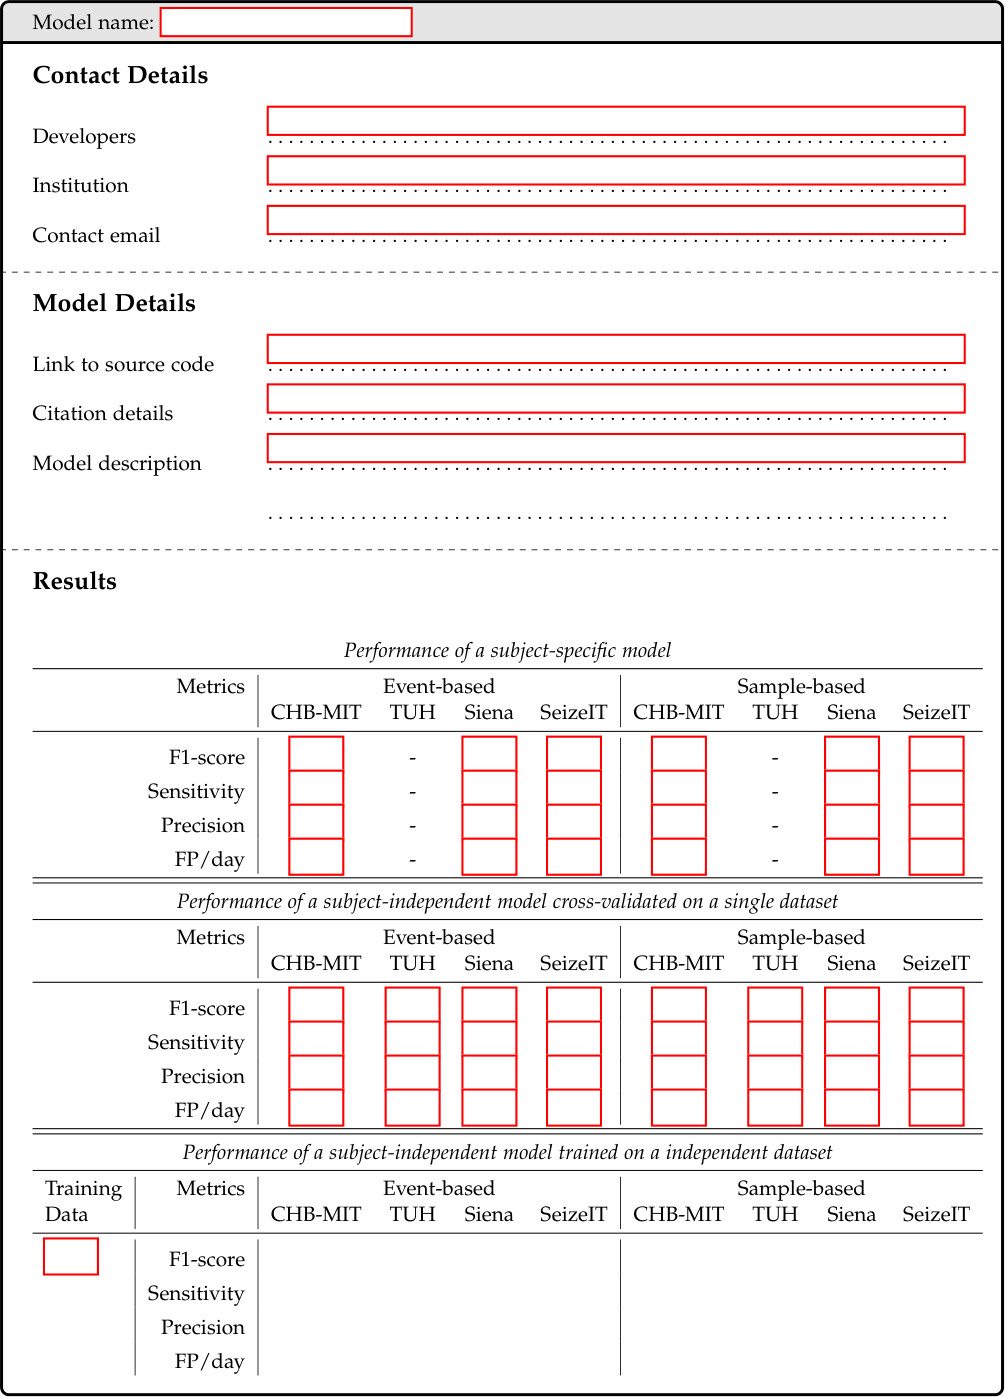 Model name:
Contact Details
Developers
Institution
Contact email
Model Details
Link to source code
Citation details
Model description
Results
Performance of a subject-specific model
Metrics Event-based Sample-based
CHB-MIT TUH Siena SeizeIT CHB-MIT TUH Siena SeizeIT
F1-score - -
Sensitivity - -
Precision - -
FP/day - -
Performance of a subject-independent model cross-validated on a single dataset
Metrics Event-based Sample-based
CHB-MIT TUH Siena SeizeIT CHB-MIT TUH Siena SeizeIT
F1-score
Sensitivity
Precision
FP/day
Performance of a subject-independent model trained on a independent dataset
Training Metrics Event-based Sample-based
Data CHB-MIT TUH Siena SeizeIT CHB-MIT TUH Siena SeizeIT
F1-score
Sensitivity
Precision
FP/day